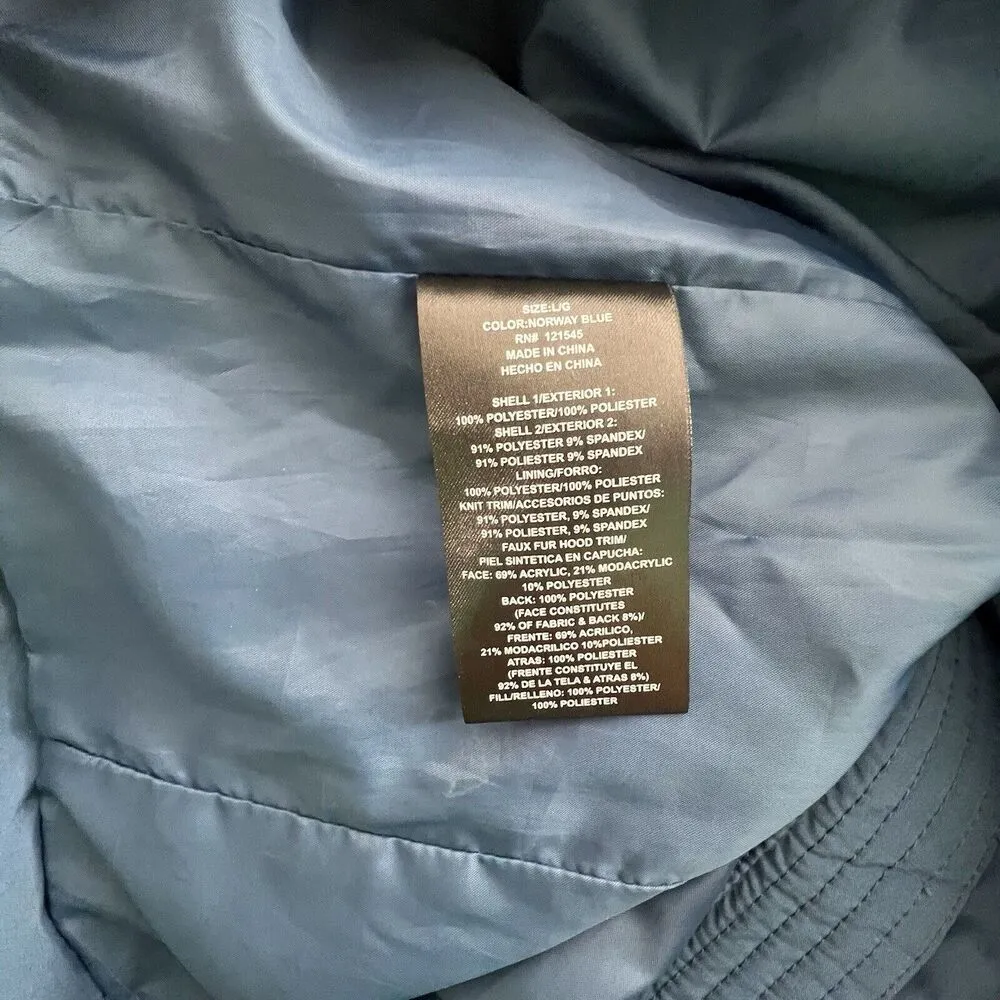 SIZE:L/G
COLOR:NORWAY BLUE
RN# 121545
MADE IN CHINA
HECHO EN CHINA
SHELL 1/EXTERIOR 1:
100% POLYESTER/100% POLIESTER
SHELL 2/EXTERIOR 2:
91% POLYESTER 9% SPANDEX/
91% POLIESTER 9% SPANDEX
LINING/FORRO:
100% POLYESTER/100% POLIESTER
KNIT TRIM/ACCESORIOS DE PUNTOS:
91% POLYESTER, 9% SPANDEX/
91% POLIESTER, 9% SPANDEX
FAUX FUR HOOD TRIM/
PIEL SINTETICA EN CAPUCHA:
FACE: 69% ACRYLIC, 21% MODACRYLIC
10% POLYESTER
BACK: 100% POLYESTER
(FACE CONSTITUTES
92% OF FABRIC & BACK 8%)/
FRENTE: 69% ACRILICO,
21% MODACRILICO 10%POLIESTER
ATRAS: 100% POLIESTER
(FRENTE CONSTITUYE EL
92% DE LA TELA & ATRAS 8%)
FILL/RELLENO: 100% POLYESTER/
100% POLIESTER